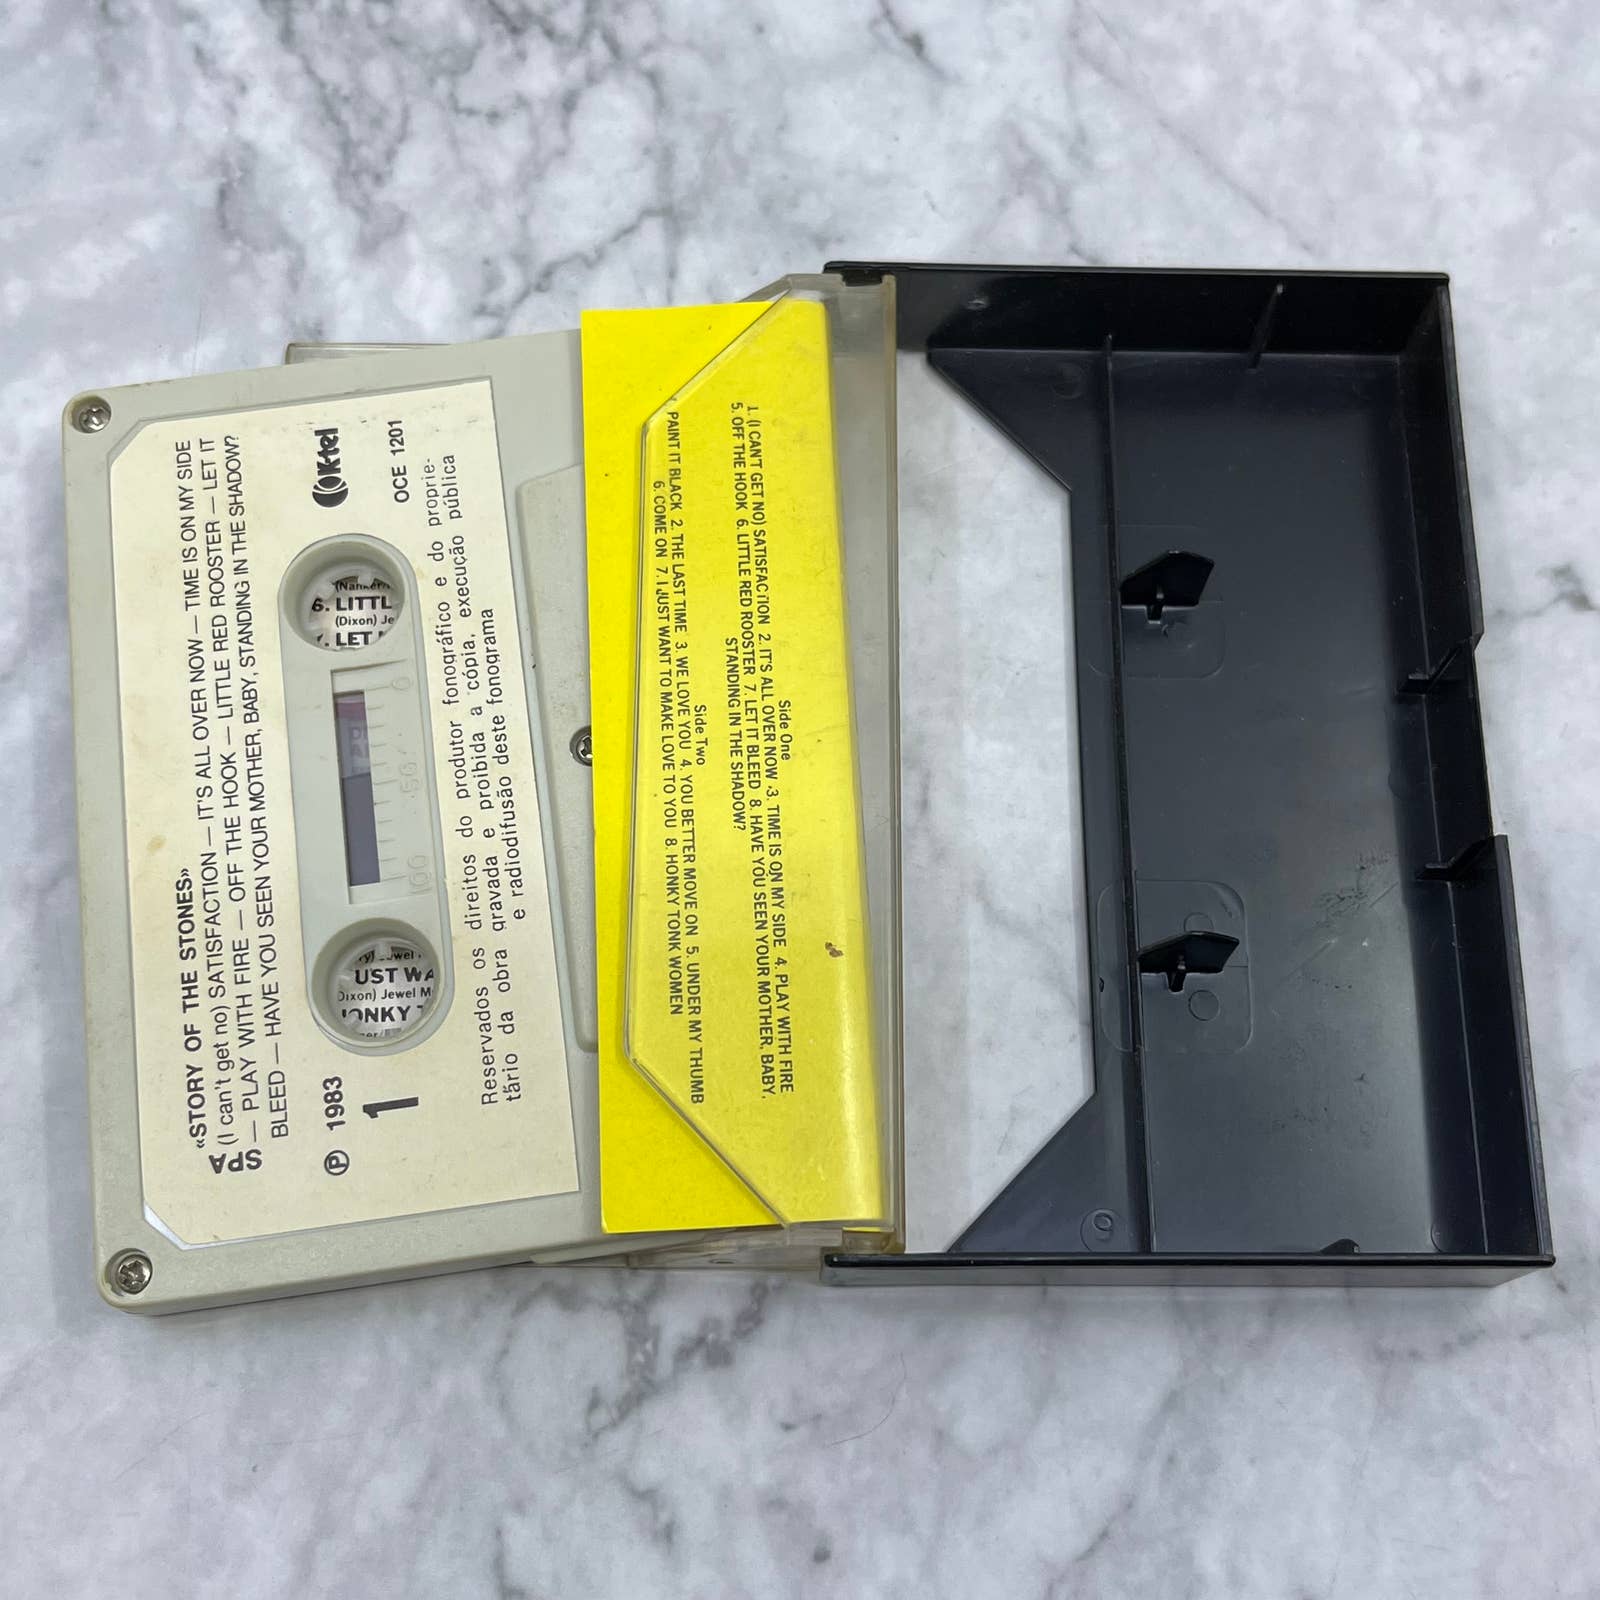 «STORY OF THE STONES»
(I can't get no) SATISFACTION — IT'S ALL OVER NOW — TIME IS ON MY SIDE
— PLAY WITH FIRE — OFF THE HOOK — LITTLE RED ROOSTER — LET IT
BLEED — HAVE YOU SEEN YOUR MOTHER, BABY, STANDING IN THE SHADOW?
SPA
K-tel
OCE 1201
Ⓟ 1983
1
6. LITTL
(Dixon) Je
LET
UST WA
Dixon) Jewel M
ONKY T
0
50
100
Reservados os direitos do produtor fonográfico e do proprie-
tário da obra gravada e proibida a cópia, execução pública
e radiodifusão deste fonograma
Side One
1. (I CAN'T GET NO) SATISFACTION 2. IT'S ALL OVER NOW 3. TIME IS ON MY SIDE 4. PLAY WITH FIRE
5. OFF THE HOOK 6. LITTLE RED ROOSTER 7. LET IT BLEED 8. HAVE YOU SEEN YOUR MOTHER, BABY,
STANDING IN THE SHADOW?
Side Two
PAINT IT BLACK 2. THE LAST TIME 3. WE LOVE YOU 4. YOU BETTER MOVE ON 5. UNDER MY THUMB
6. COME ON 7. I JUST WANT TO MAKE LOVE TO YOU 8. HONKY TONK WOMEN
9